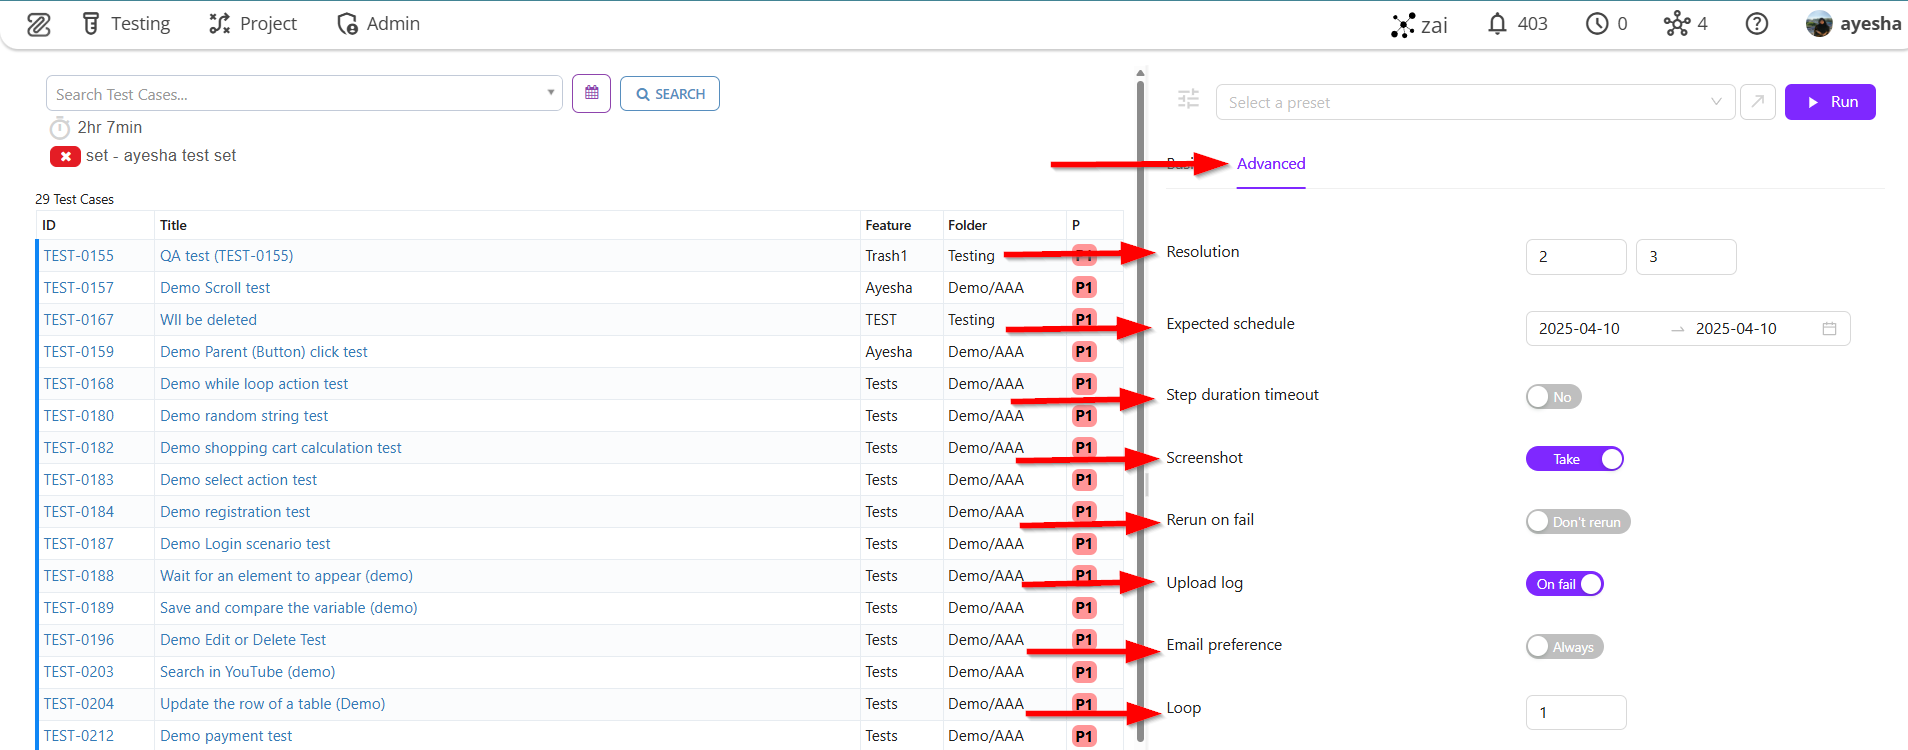 Testing Project Admin zai 403 0 4 ayesha
Search Test Cases... SEARCH
2hr 7min
set - ayesha test set
29 Test Cases
ID Title Feature Folder P
TEST-0155 QA test (TEST-0155) Trash1 Testing P1
TEST-0157 Demo Scroll test Ayesha Demo/AAA P1
TEST-0167 WIl be deleted TEST Testing P1
TEST-0159 Demo Parent (Button) click test Ayesha Demo/AAA P1
TEST-0168 Demo while loop action test Tests Demo/AAA P1
TEST-0180 Demo random string test Tests Demo/AAA P1
TEST-0182 Demo shopping cart calculation test Tests Demo/AAA P1
TEST-0183 Demo select action test Tests Demo/AAA P1
TEST-0184 Demo registration test Tests Demo/AAA P1
TEST-0187 Demo Login scenario test Tests Demo/AAA P1
TEST-0188 Wait for an element to appear (demo) Tests Demo/AAA P1
TEST-0189 Save and compare the variable (demo) Tests Demo/AAA P1
TEST-0196 Demo Edit or Delete Test Tests Demo/AAA P1
TEST-0203 Search in YouTube (demo) Tests Demo/AAA P1
TEST-0204 Update the row of a table (Demo) Tests Demo/AAA P1
TEST-0212 Demo payment test Tests Demo/AAA P1
Select a preset Run
Advanced
Resolution 2 3
Expected schedule 2025-04-10 → 2025-04-10
Step duration timeout No
Screenshot Take
Rerun on fail Don't rerun
Upload log On fail
Email preference Always
Loop 1